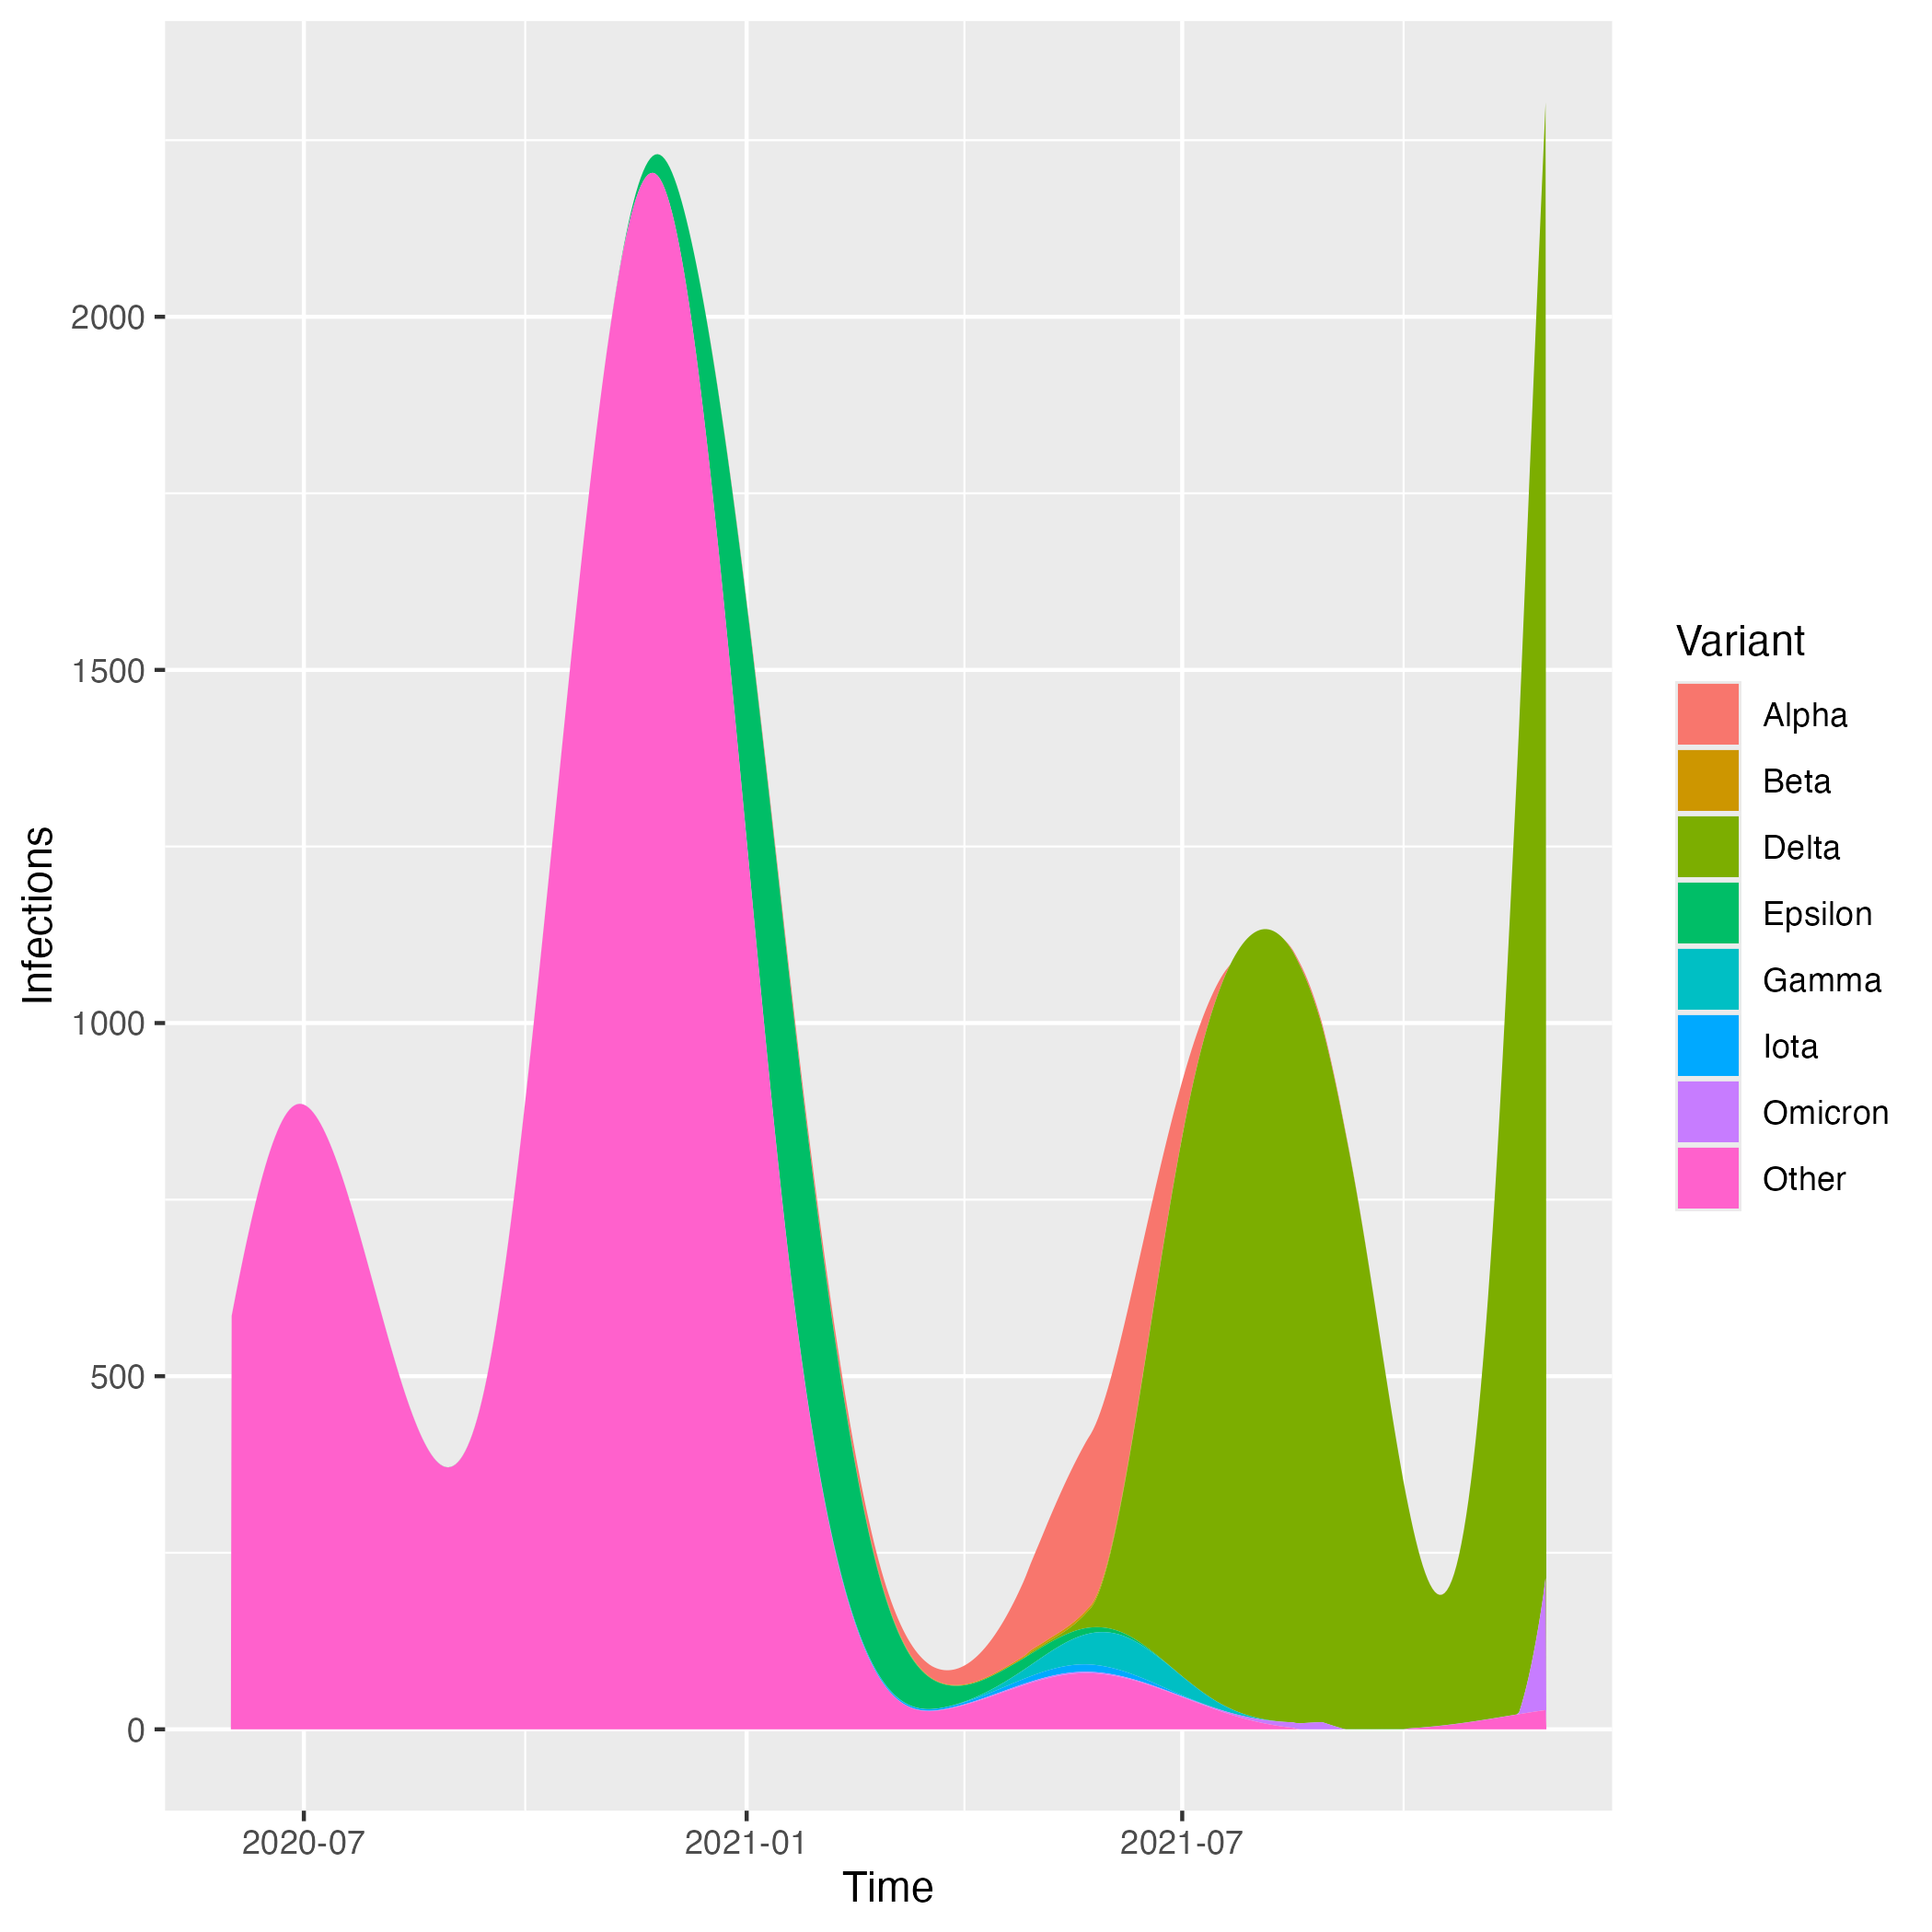 Infections
2000
1500
1000
500
0
2020-07
2021-01
2021-07
Time
Variant
Alpha
Beta
Delta
Epsilon
Gamma
Iota
Omicron
Other